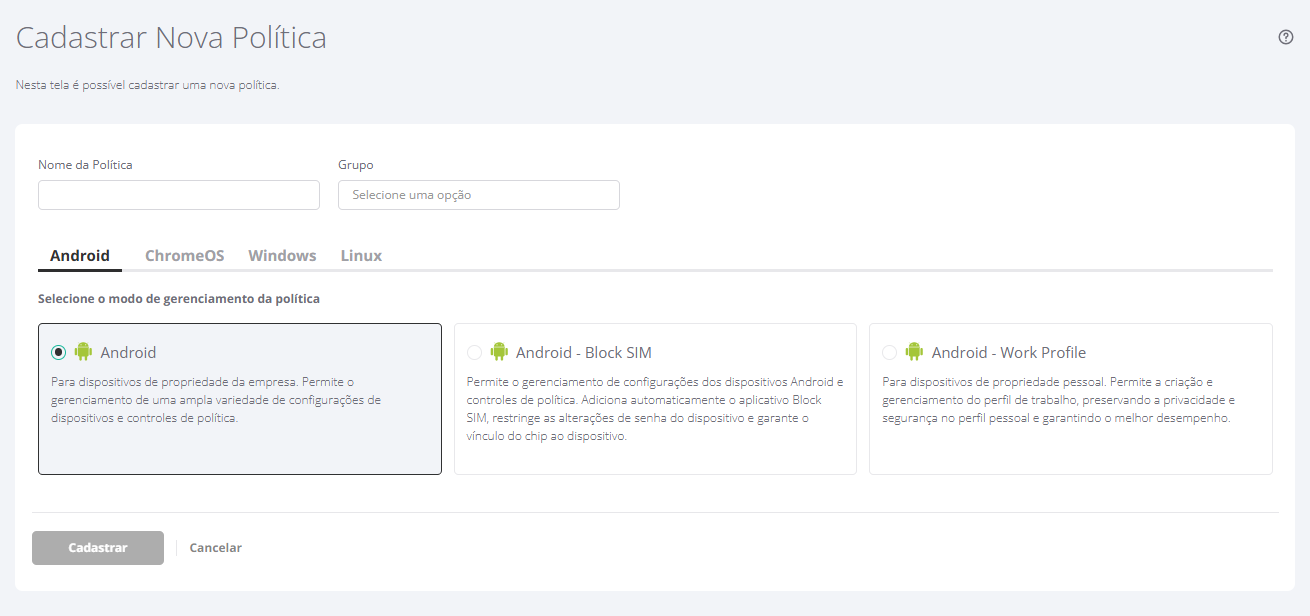 Cadastrar Nova Política
Nesta tela é possível cadastrar uma nova política.
Nome da Política
Grupo
Selecione uma opção
Android
ChromeOS
Windows
Linux
Selecione o modo de gerenciamento da política
Android
Para dispositivos de propriedade da empresa. Permite o
gerenciamento de uma ampla variedade de configurações de
dispositivos e controles de política.
Android - Block SIM
Permite o gerenciamento de configurações dos dispositivos Android e
controles de política. Adiciona automaticamente o aplicativo Block
SIM, restringe as alterações de senha do dispositivo e garante o
vínculo do chip ao dispositivo.
Android - Work Profile
Para dispositivos de propriedade pessoal. Permite a criação e
gerenciamento do perfil de trabalho, preservando a privacidade e
segurança no perfil pessoal e garantindo o melhor desempenho.
Cadastrar
Cancelar